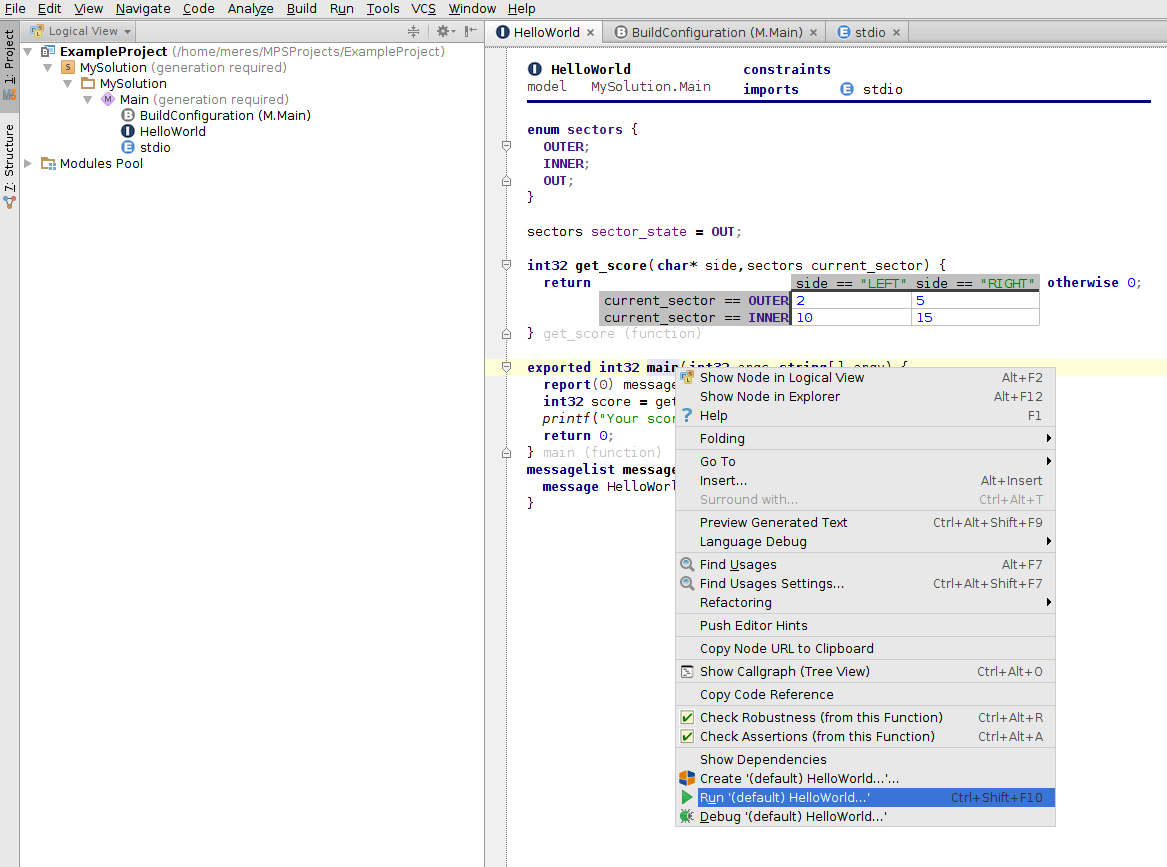 File Edit View Navigate Code Analyze Build Run Tools VCS Window Help
1: Project
7: Structure
Logical View
ExampleProject (/home/meres/MPSProjects/ExampleProject)
MySolution (generation required)
MySolution
Main (generation required)
BuildConfiguration (M.Main)
HelloWorld
stdio
Modules Pool
HelloWorld BuildConfiguration (M.Main) stdio
HelloWorld constraints
model MySolution.Main imports stdio
enum sectors {
OUTER;
INNER;
OUT;
}
sectors sector_state = OUT;
int32 get_score(char* side,sectors current_sector) {
return side == "LEFT" side == "RIGHT" otherwise 0;
current_sector == OUTER 2 5
current_sector == INNER 10 15
} get_score (function)
exported int32 main(int32 argc, string[] argv) {
report(0) message
int32 score = get
printf("Your scor
return 0;
} main (function)
messagelist message
message HelloWorl
}
Show Node in Logical View Alt+F2
Show Node in Explorer Alt+F12
Help F1
Folding
Go To
Insert... Alt+Insert
Surround with... Ctrl+Alt+T
Preview Generated Text Ctrl+Alt+Shift+F9
Language Debug
Find Usages Alt+F7
Find Usages Settings... Ctrl+Alt+Shift+F7
Refactoring
Push Editor Hints
Copy Node URL to Clipboard
Show Callgraph (Tree View) Ctrl+Alt+O
Copy Code Reference
Check Robustness (from this Function) Ctrl+Alt+R
Check Assertions (from this Function) Ctrl+Alt+A
Show Dependencies
Create '(default) HelloWorld...'...
Run '(default) HelloWorld...' Ctrl+Shift+F10
Debug '(default) HelloWorld...'